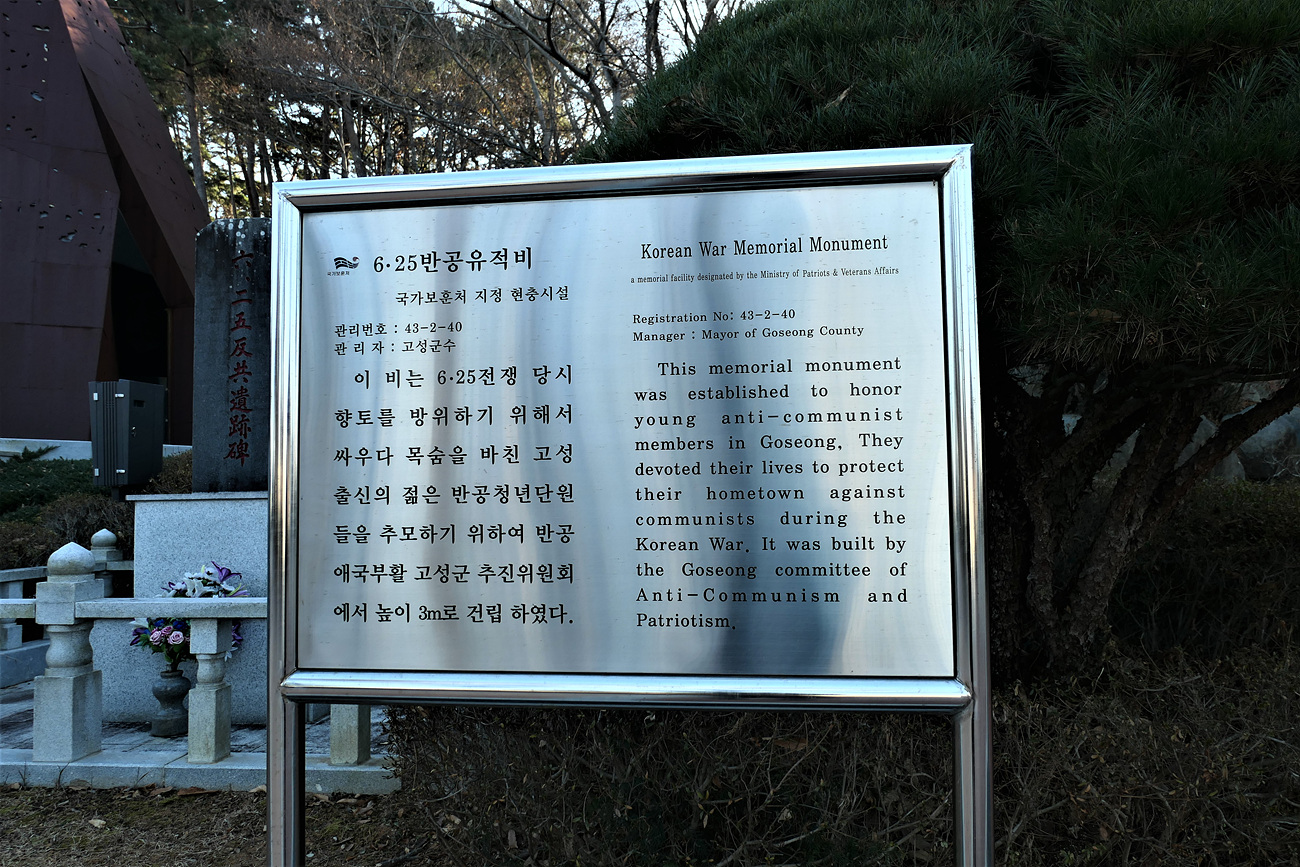 六·二五反共遺跡碑
국가보훈처
6·25반공유적비
국가보훈처 지정 현충시설
관리번호 : 43-2-40
관 리 자 : 고성군수
이 비는 6·25전쟁 당시
향토를 방위하기 위해서
싸우다 목숨을 바친 고성
출신의 젊은 반공청년단원
들을 추모하기 위하여 반공
애국부활 고성군 추진위원회
에서 높이 3m로 건립 하였다.
Korean War Memorial Monument
a memorial facility designated by the Ministry of Patriots & Veterans Affairs
Registration No: 43-2-40
Manager : Mayor of Goseong County
This memorial monument
was established to honor
young anti-communist
members in Goseong. They
devoted their lives to protect
their hometown against
communists during the
Korean War. It was built by
the Goseong committee of
Anti-Communism and
Patriotism.